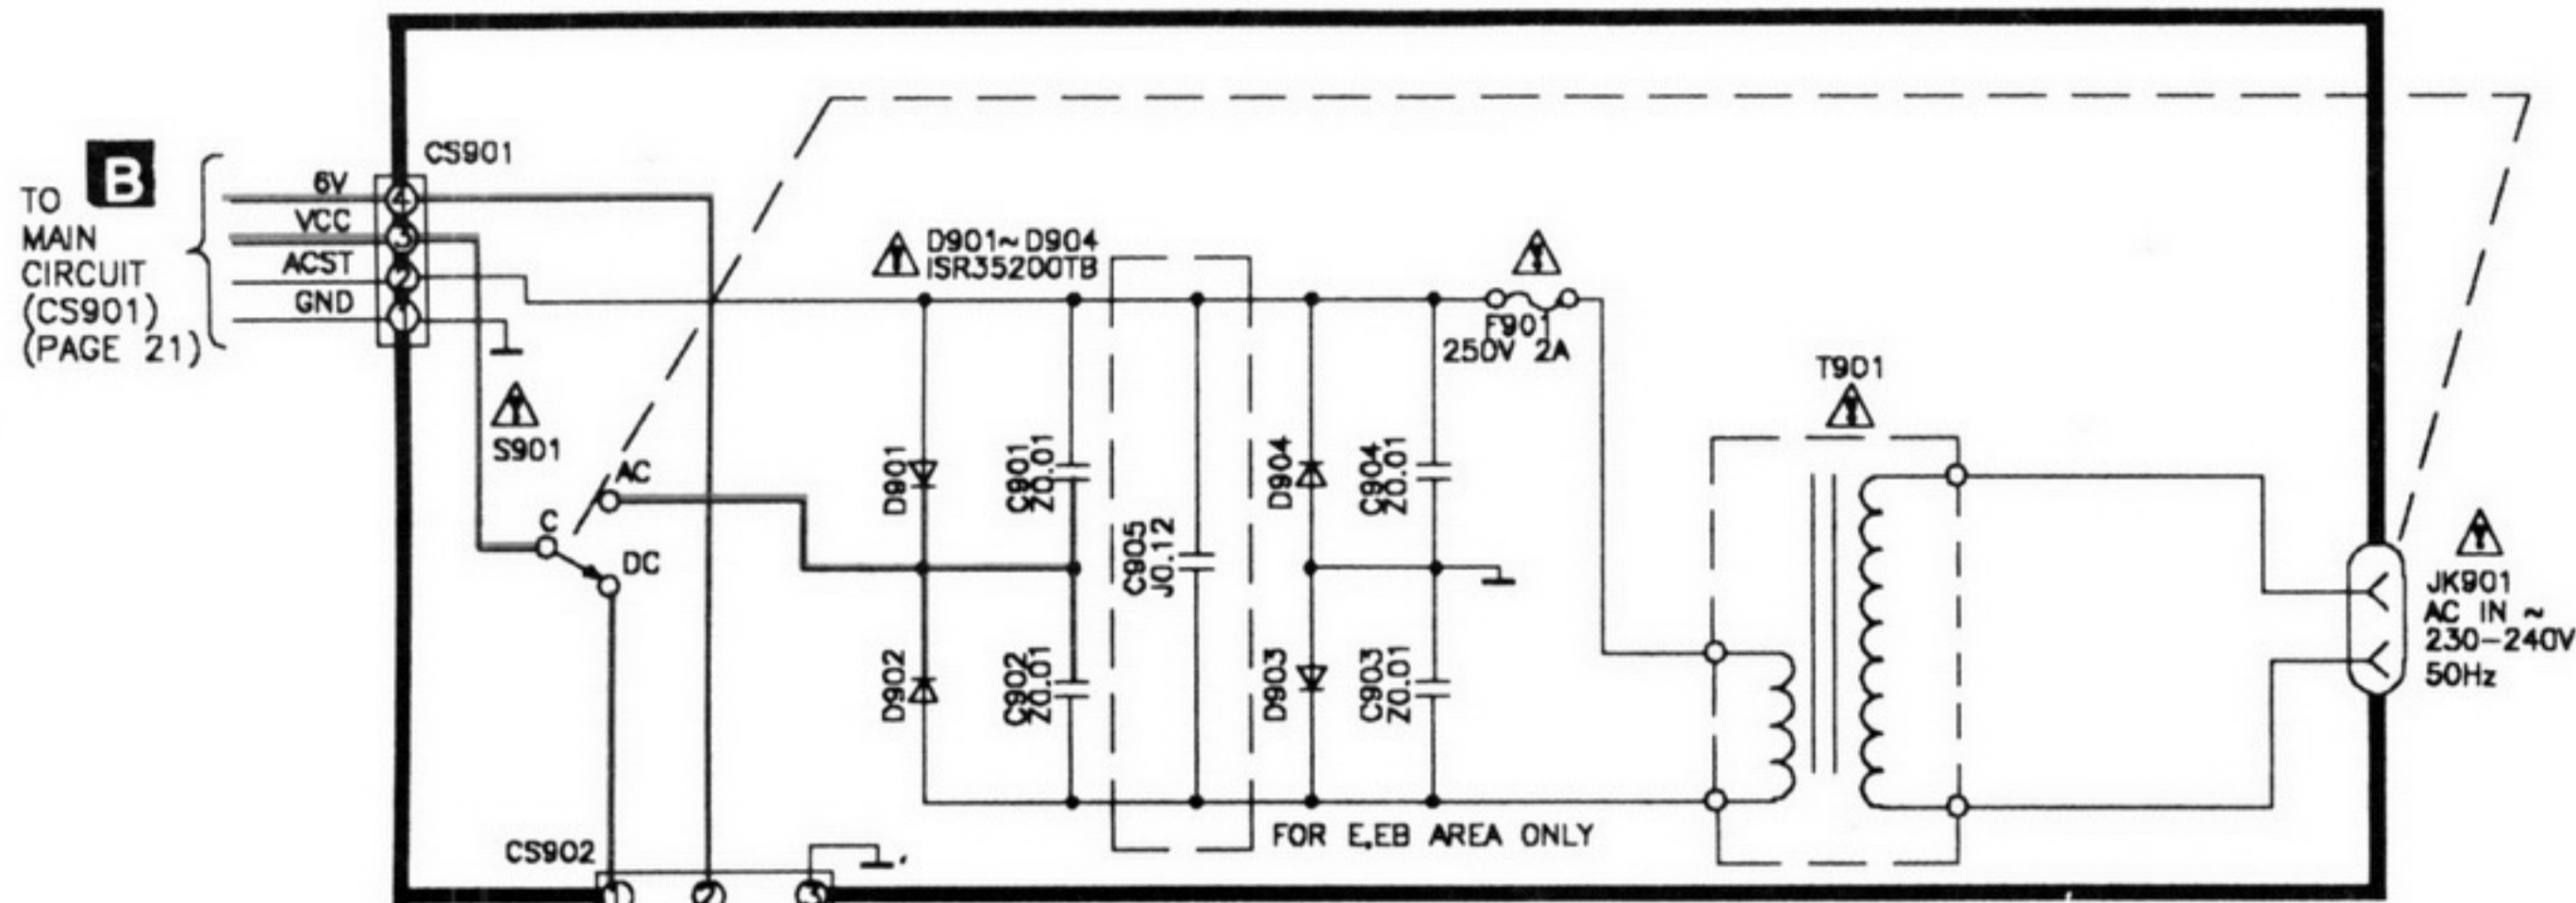 B
TO
MAIN
CIRCUIT
(CS901)
(PAGE 21)
6V
VCC
ACST
GND
CS901
4
3
2
1
S901
AC
C
DC
D901~D904
ISR35200TB
D901
C901
Z0.01
D902
C902
Z0.01
C905
J0.12
D904
C904
Z0.01
D903
C903
Z0.01
F901
250V 2A
T901
JK901
AC IN ~
230-240V
50Hz
FOR E,EB AREA ONLY
CS902
1
2
3